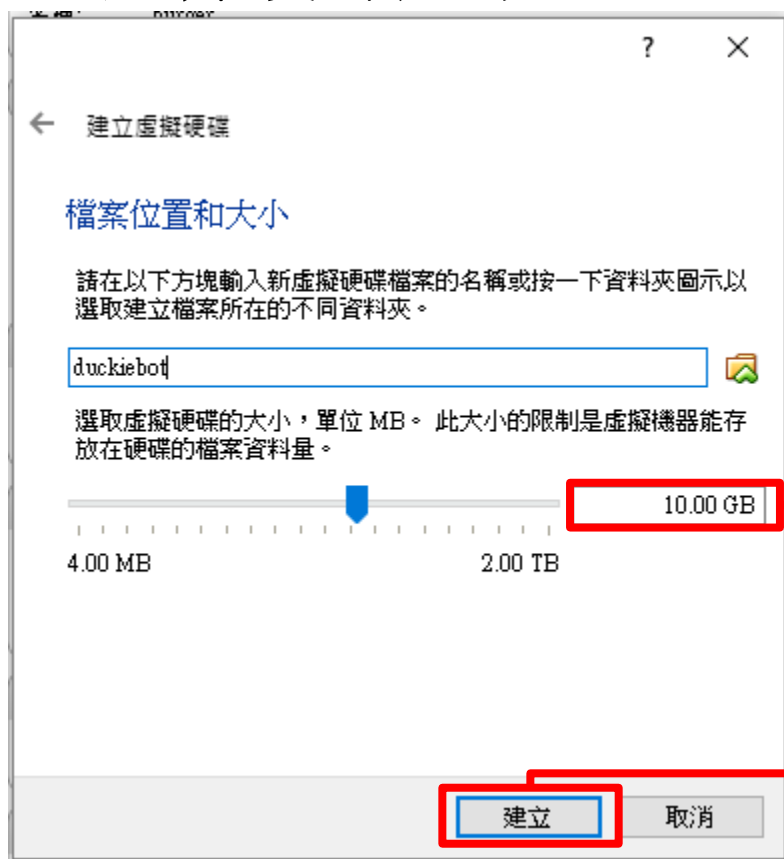 burger
?
建立虛擬硬碟
檔案位置和大小
請在以下方塊輸入新虛擬硬碟檔案的名稱或按一下資料夾圖示以
選取建立檔案所在的不同資料夾。
duckiebot
選取虛擬硬碟的大小，單位 MB。 此大小的限制是虛擬機器能存
放在硬碟的檔案資料量。
10.00 GB
4.00 MB 2.00 TB
建立 取消